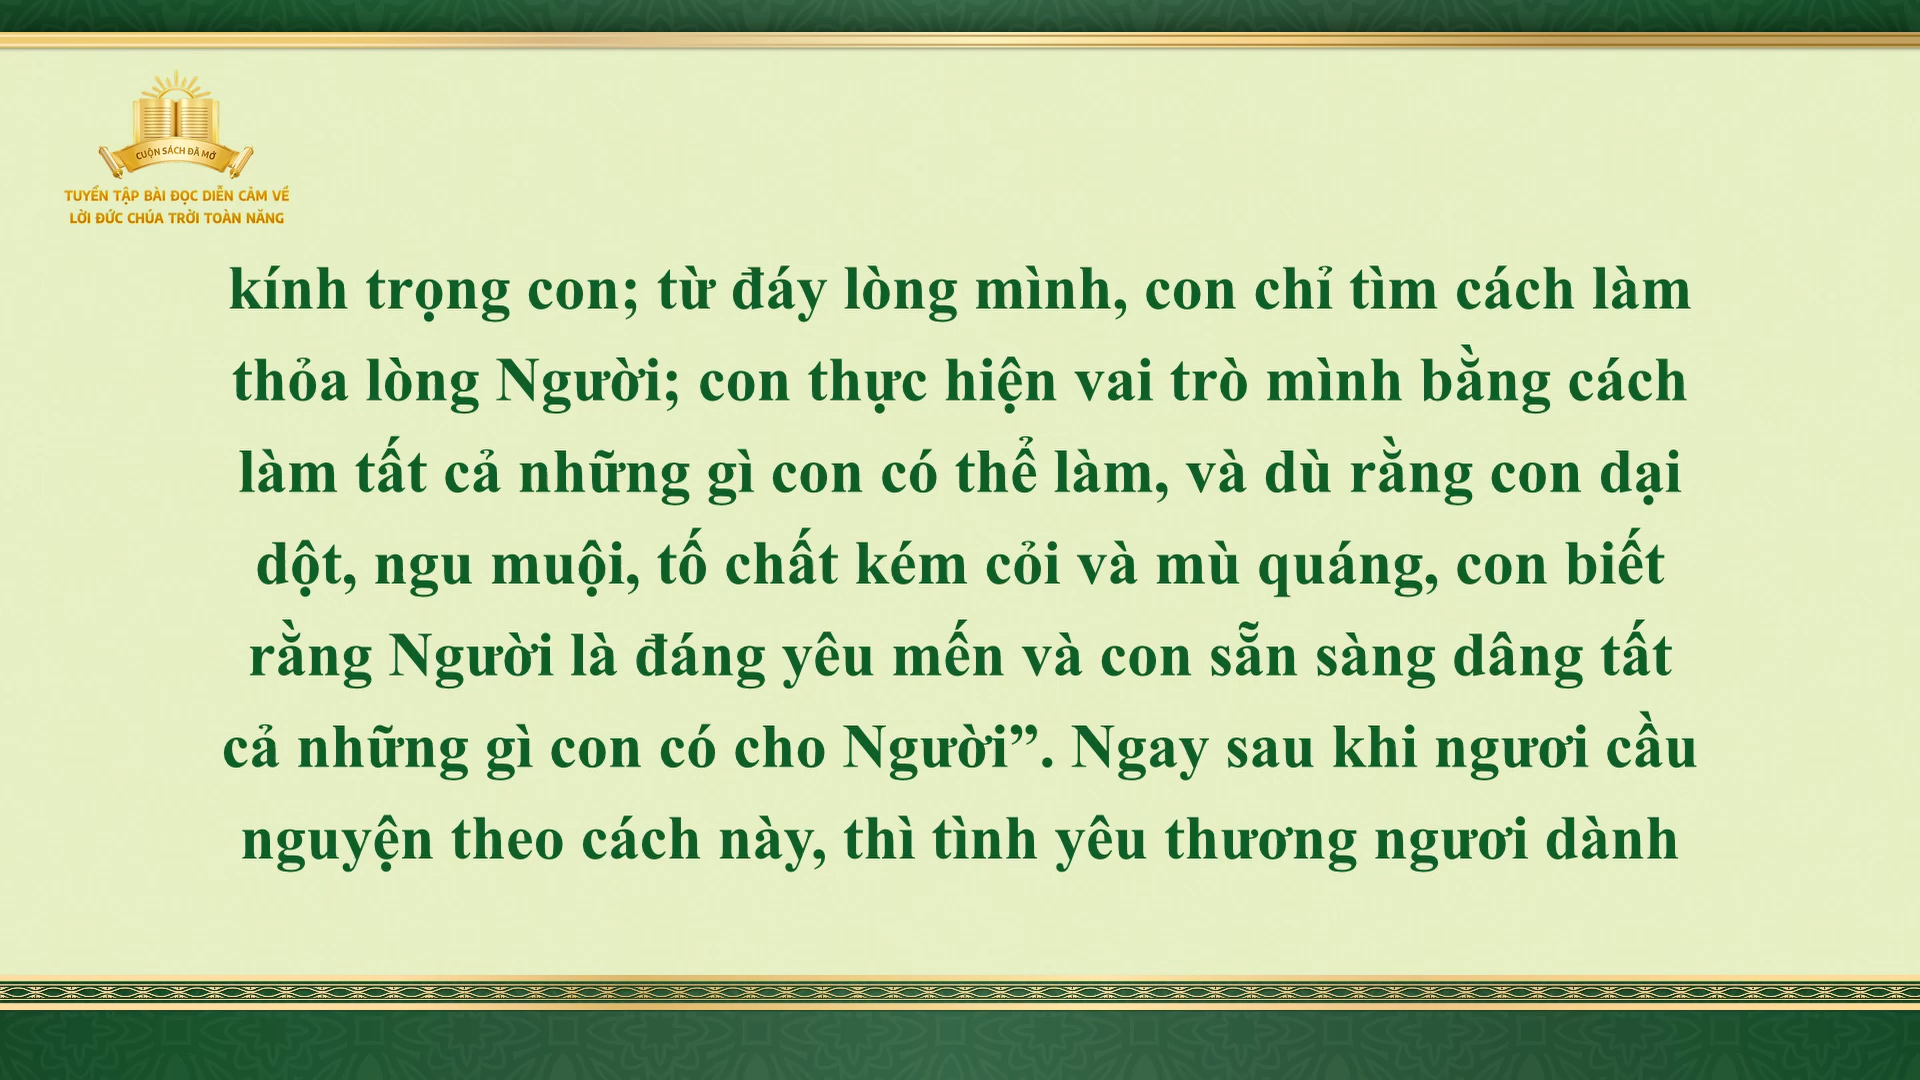 CUỘN SÁCH ĐÃ MỞ
TUYỂN TẬP BÀI ĐỌC DIỄN CẢM VỀ
LỜI ĐỨC CHÚA TRỜI TOÀN NĂNG
kính trọng con; từ đáy lòng mình, con chỉ tìm cách làm
thỏa lòng Người; con thực hiện vai trò mình bằng cách
làm tất cả những gì con có thể làm, và dù rằng con dại
dột, ngu muội, tố chất kém cỏi và mù quáng, con biết
rằng Người là đáng yêu mến và con sẵn sàng dâng tất
cả những gì con có cho Người”. Ngay sau khi ngươi cầu
nguyện theo cách này, thì tình yêu thương ngươi dành